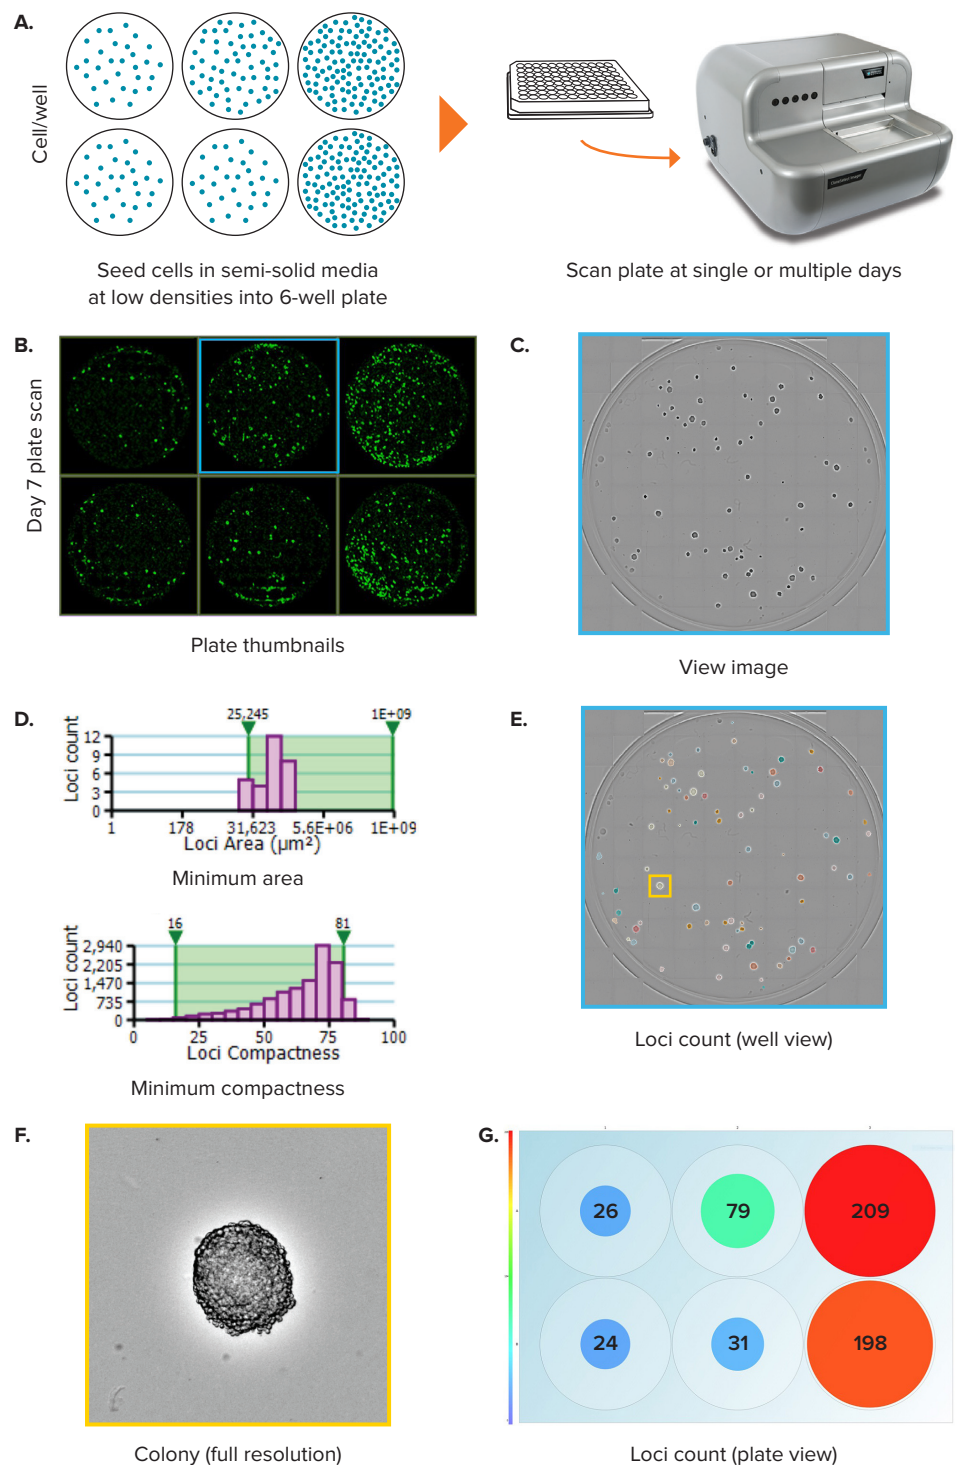 A.
Cell/well
Seed cells in semi-solid media
at low densities into 6-well plate
Scan plate at single or multiple days
B.
Day 7 plate scan
Plate thumbnails
C.
View image
D.
25,245
1E+09
Loci count
12
9
6
3
0
1
178
31,623
5.6E+06
1E+09
Loci Area (µm²)
Minimum area
16
81
Loci count
2,940
2,205
1,470
735
0
0
25
50
75
100
Loci Compactness
Minimum compactness
E.
Loci count (well view)
F.
Colony (full resolution)
G.
1
2
3
26
79
209
24
31
198
Loci count (plate view)